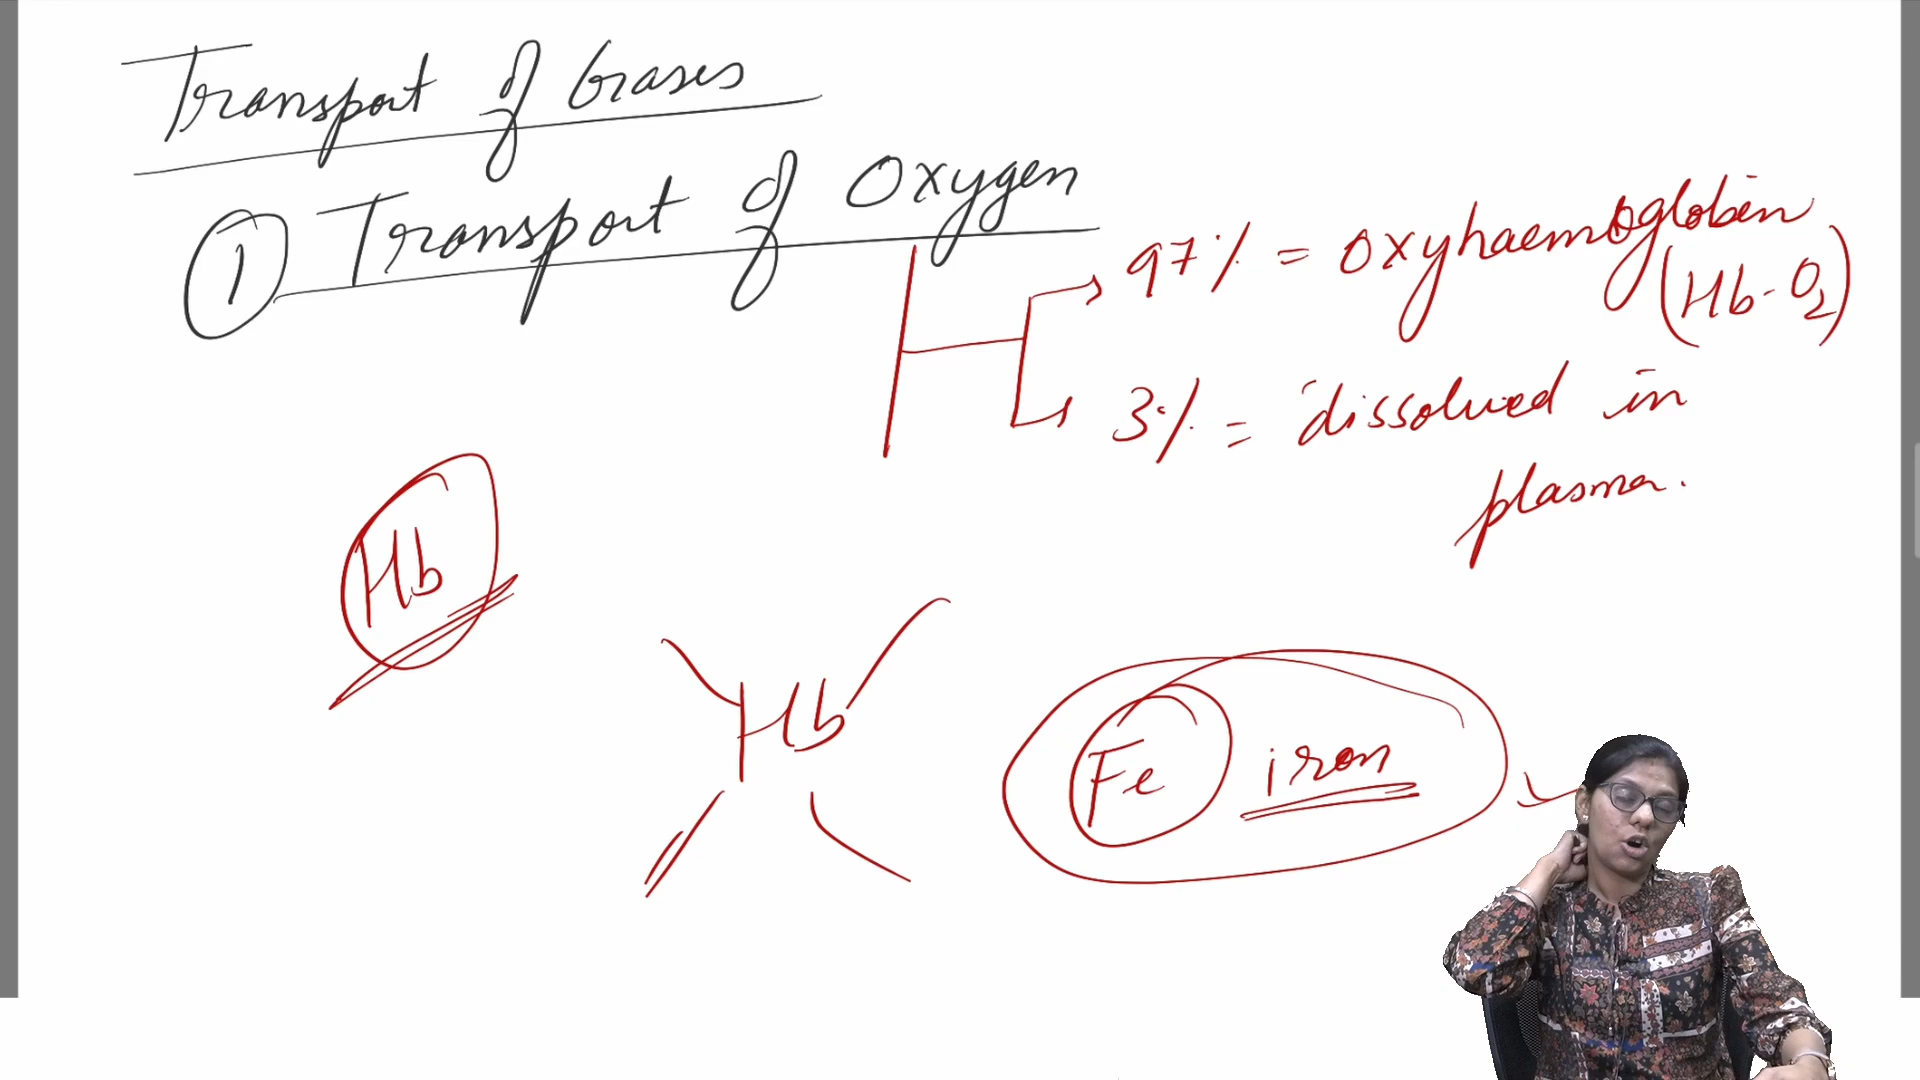 Transport of Gases
① Transport of Oxygen
97% = Oxyhaemoglobin
(Hb-O2)
3% = dissolved in
plasma.
Hb
Hb
Fe iron